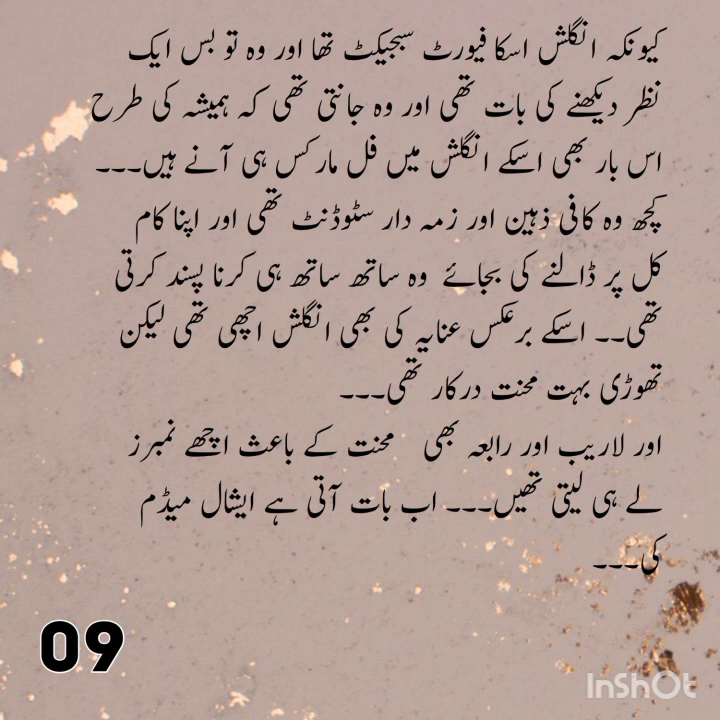 کیونکہ انگلش اسکا فیورٹ سبجیکٹ تھا اور وہ تو بس ایک
نظر دیکھنے کی بات تھی اور وہ جانتی تھی کہ ہمیشہ کی طرح
اس بار بھی اسکے انگلش میں فل مارکس ہی آنے ہیں۔۔۔
کچھ وہ کافی ذہین اور زمہ دار سٹوڈنٹ تھی اور اپنا کام
کل پر ڈالنے کی بجائے وہ ساتھ ساتھ ہی کرنا پسند کرتی
تھی۔۔ اسکے برعکس عنایہ کی بھی انگلش اچھی تھی لیکن
تھوڑی بہت محنت درکار تھی۔۔۔
اور لاریب اور رابعہ بھی محنت کے باعث اچھے نمبرز
لے ہی لیتی تھیں۔۔۔ اب بات آتی ہے ایشال میڈم
کی۔۔۔
09
InShOt